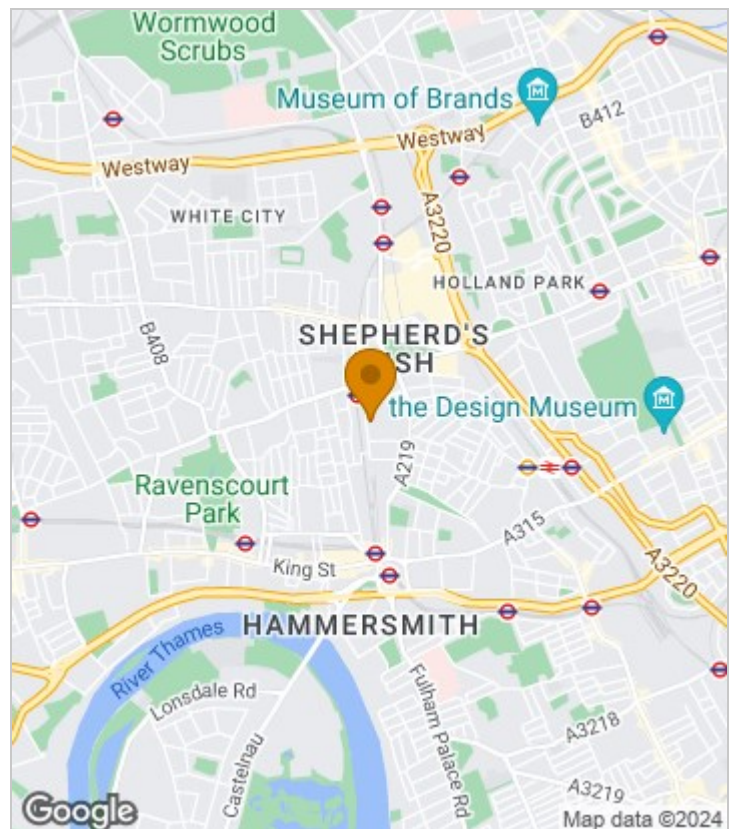 Wormwood
Scrubs
Museum of Brands
B412
Westway
Westway
WHITE CITY
A3220
HOLLAND PARK
B408
SHEPHERD'S
the Design Museum
A219
Ravenscourt
Park
A315
King St
A3220
HAMMERSMITH
River Thames
Lonsdale Rd
Fulham Palace Rd
Castelnau
A3218
A3219
Google
Map data ©2024